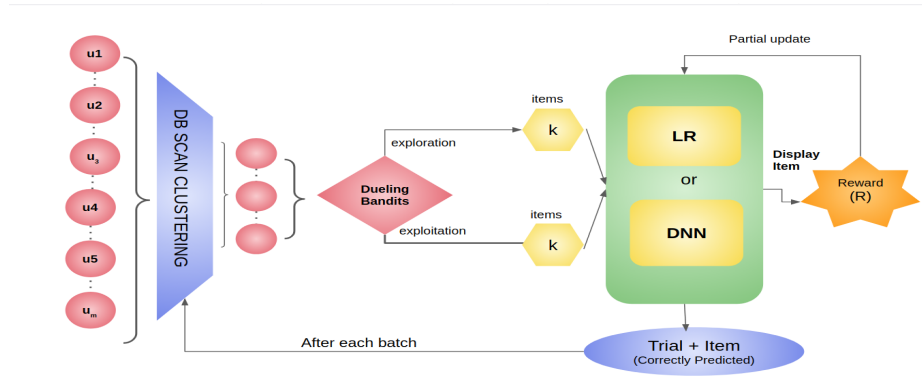 u1
u2
u3
u4
u5
um
DB SCAN CLUSTERING
Dueling
Bandits
exploration
exploitation
items
k
items
k
LR
or
DNN
Partial update
Display
Item
Reward
(R)
Trial + Item
(Correctly Predicted)
After each batch